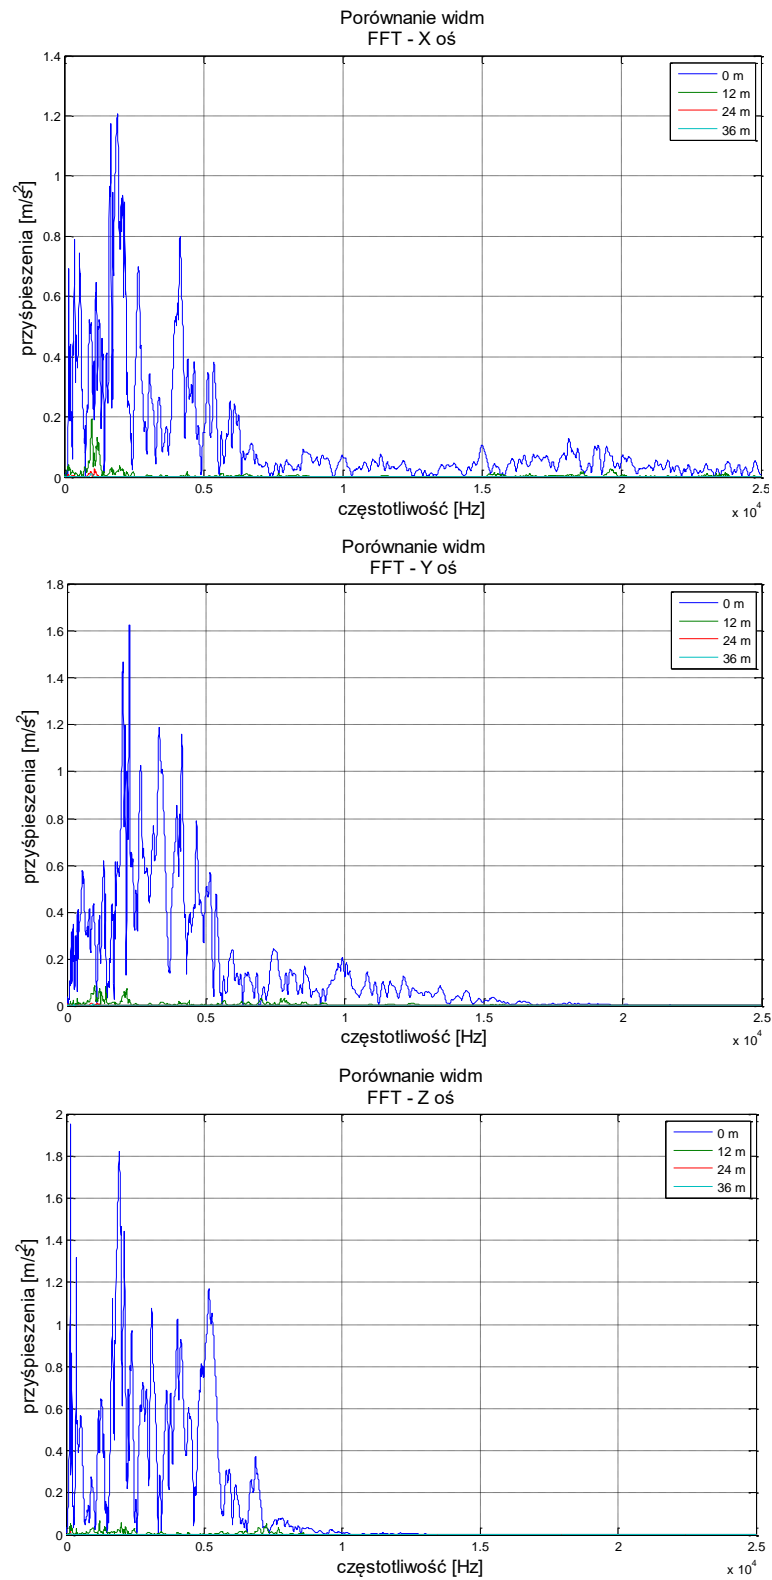 Porównanie widm
FFT - X oś
1.4
1.2
1
0.8
0.6
0.4
0.2
0
przyśpieszenia [m/s²]
0 m
12 m
24 m
36 m
0 0.5 1 1.5 2 2.5
x 10⁴
częstotliwość [Hz]
Porównanie widm
FFT - Y oś
1.8
1.6
1.4
1.2
1
0.8
0.6
0.4
0.2
0
przyśpieszenia [m/s²]
0 m
12 m
24 m
36 m
0 0.5 1 1.5 2 2.5
x 10⁴
częstotliwość [Hz]
Porównanie widm
FFT - Z oś
2
1.8
1.6
1.4
1.2
1
0.8
0.6
0.4
0.2
0
przyśpieszenia [m/s²]
0 m
12 m
24 m
36 m
0 0.5 1 1.5 2 2.5
x 10⁴
częstotliwość [Hz]